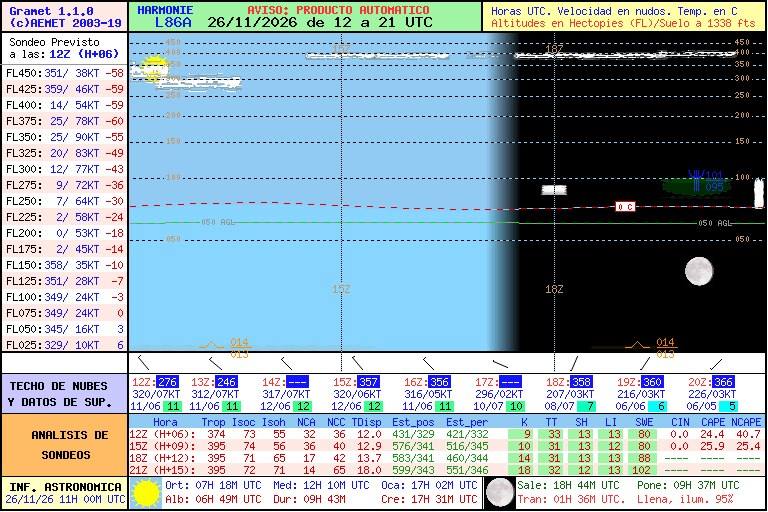 Gramet 1.1.0
(c)AEMET 2003-19
HARMONIE
L86A
AVISO: PRODUCTO AUTOMATICO
26/11/2026 de 12 a 21 UTC
Horas UTC. Velocidad en nudos. Temp. en C
Altitudes en Hectopies (FL)/Suelo a 1338 fts
Sondeo Previsto
a las: 12Z (H+06)
FL450: 351/ 38KT -58
FL425: 359/ 46KT -59
FL400: 14/ 54KT -59
FL375: 25/ 78KT -60
FL350: 25/ 90KT -55
FL325: 20/ 83KT -49
FL300: 12/ 77KT -43
FL275: 9/ 72KT -36
FL250: 7/ 64KT -30
FL225: 2/ 58KT -24
FL200: 0/ 53KT -18
FL175: 2/ 45KT -14
FL150: 358/ 35KT -10
FL125: 351/ 28KT -7
FL100: 349/ 24KT -3
FL075: 349/ 24KT 0
FL050: 345/ 16KT 3
FL025: 329/ 10KT 6
450 15Z 18Z 450
400
350 350
300 300
250 250
200 200
150 150
100 101 100
095
0 C
050 AGL 050 AGL
050 050
15Z 18Z
014 014
013 013
TECHO DE NUBES
Y DATOS DE SUP.
12Z: 276 13Z: 246 14Z: --- 15Z: 357 16Z: 356 17Z: --- 18Z: 358 19Z: 360 20Z: 366
320/07KT 312/07KT 314/07KT 320/06KT 316/05KT 296/02KT 207/03KT 216/03KT 226/03KT
11/06 11 11/06 11 12/06 12 12/06 12 11/06 11 10/07 10 08/07 7 06/06 6 06/05 5
ANALISIS DE
SONDEOS
Hora Trop Isoc Isoh NCA NCC TDisp Est_pos Est_per K TT SH LI SWE CIN CAPE NCAPE
12Z (H+06): 374 73 55 32 36 12.0 431/329 421/332 9 33 13 13 80 0.0 24.4 40.7
15Z (H+09): 395 74 56 36 40 12.9 576/341 516/345 10 31 13 12 80 0.0 25.9 25.4
18Z (H+12): 395 71 65 17 42 13.7 583/341 460/344 14 31 13 13 88 ---- ---- ----
21Z (H+15): 395 72 71 14 65 18.0 599/343 551/346 18 32 12 13 102 ---- ---- ----
INF. ASTRONOMICA
26/11/26 11H 00M UTC
Ort: 07H 18M UTC Med: 12H 10M UTC Oca: 17H 02M UTC
Alb: 06H 49M UTC Dur: 09H 43M Cre: 17H 31M UTC
Sale: 18H 44M UTC Pone: 09H 37M UTC
Tran: 01H 36M UTC. Llena, ilum. 95%